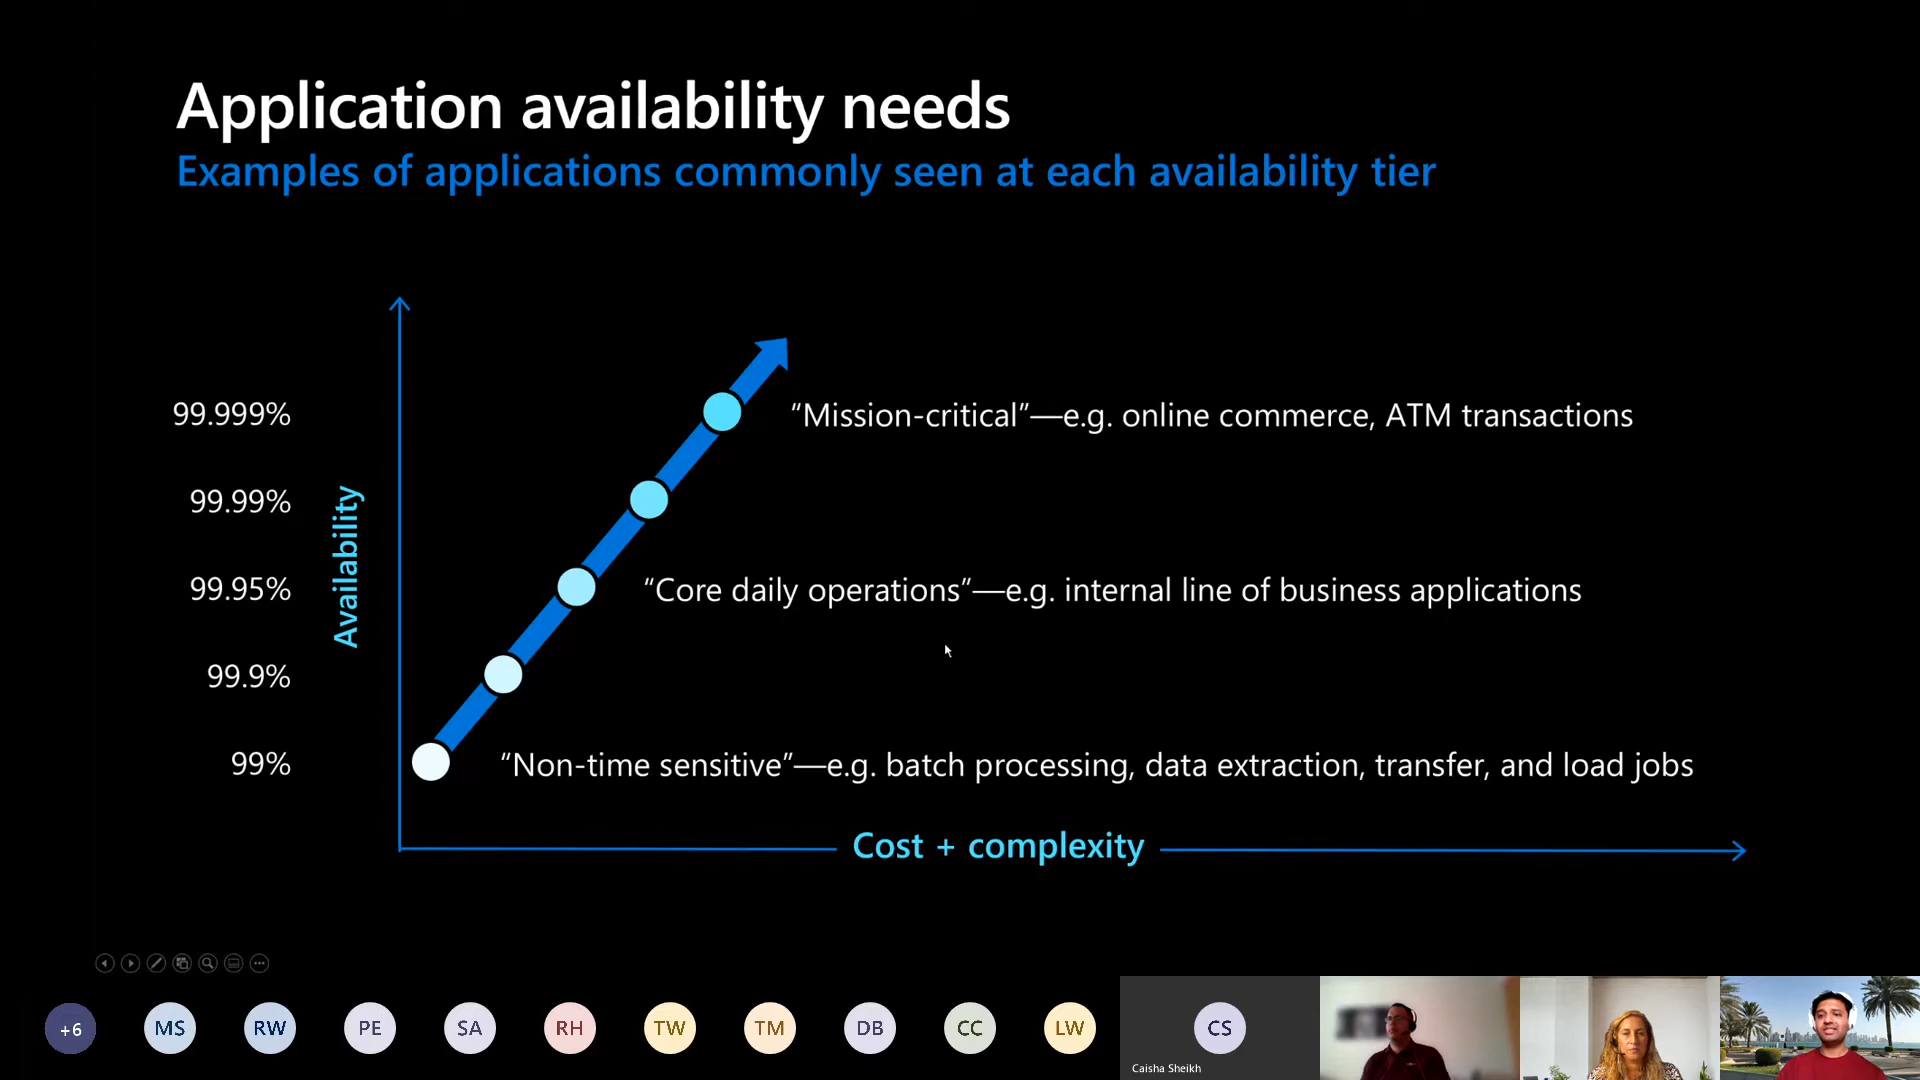 Application availability needs
Examples of applications commonly seen at each availability tier
99.999%
“Mission-critical”—e.g. online commerce, ATM transactions
99.99%
Availability
99.95%
“Core daily operations”—e.g. internal line of business applications
99.9%
99%
“Non-time sensitive”—e.g. batch processing, data extraction, transfer, and load jobs
Cost + complexity
+6
MS
RW
PE
SA
RH
TW
TM
DB
CC
LW
CS
Caisha Sheikh